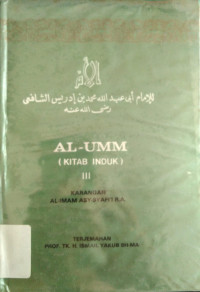 الأم
للإمام أبي عبد الله محمد بن إدريس الشافعي
رضي الله عنه
AL-UMM
( KITAB INDUK )
III
KARANGAN
AL-IMAM ASY-SYAFI'I R.A.
TERJEMAHAN
PROF. TK. H. ISMAIL YAKUB SH-MA